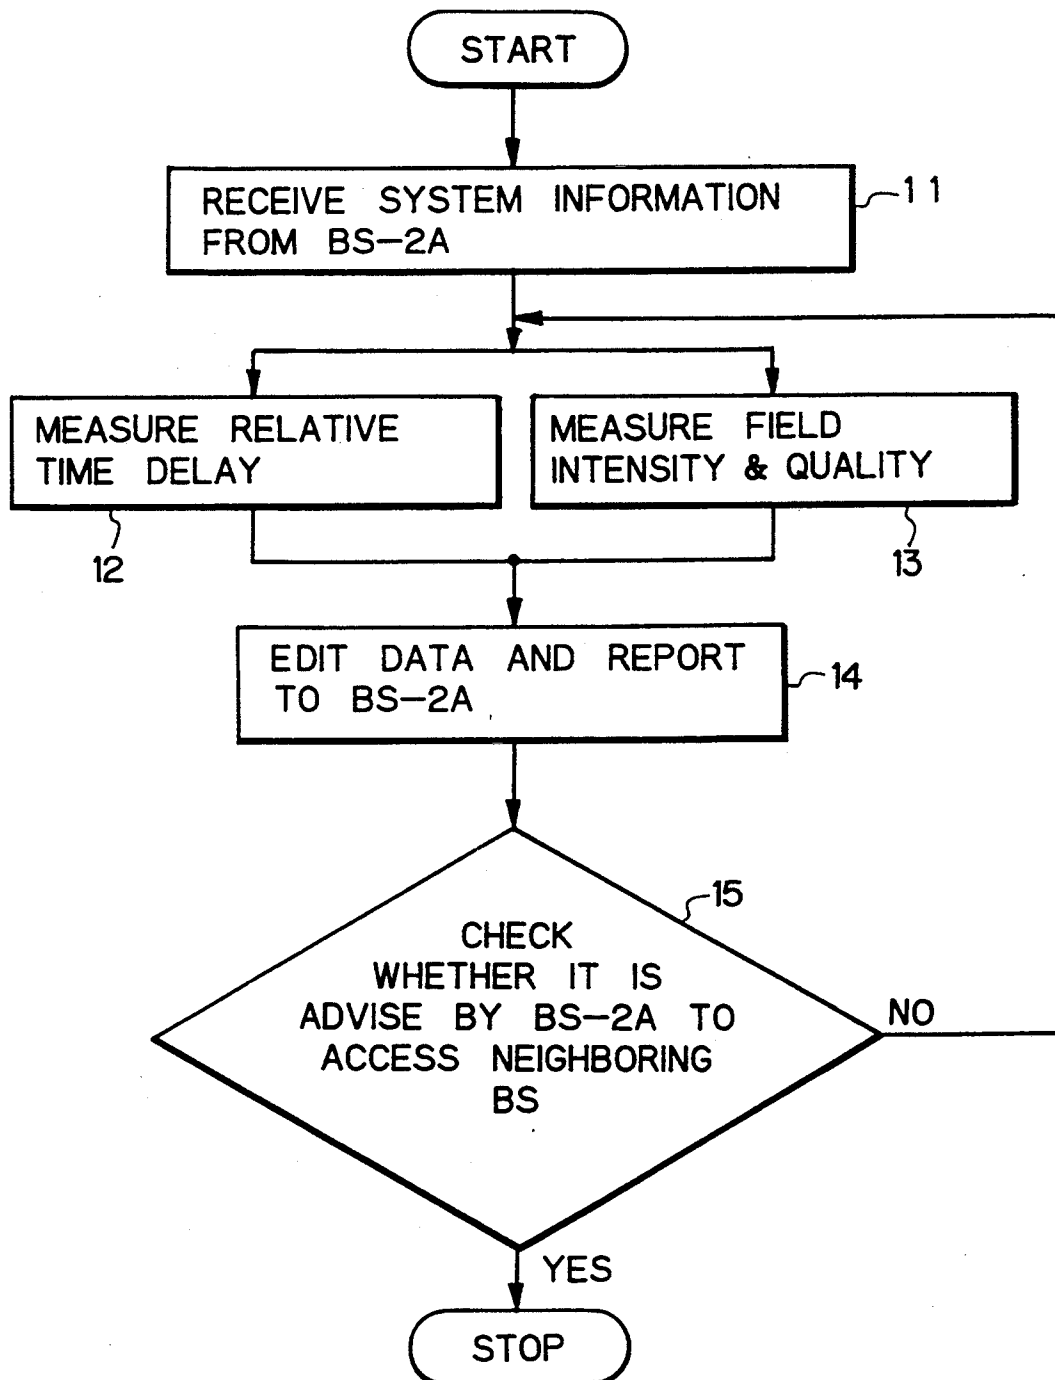 START
RECEIVE SYSTEM INFORMATION
FROM BS-2A
11
MEASURE RELATIVE
TIME DELAY
12
MEASURE FIELD
INTENSITY & QUALITY
13
EDIT DATA AND REPORT
TO BS-2A
14
15
CHECK
WHETHER IT IS
ADVISE BY BS-2A TO
ACCESS NEIGHBORING
BS
NO
YES
STOP